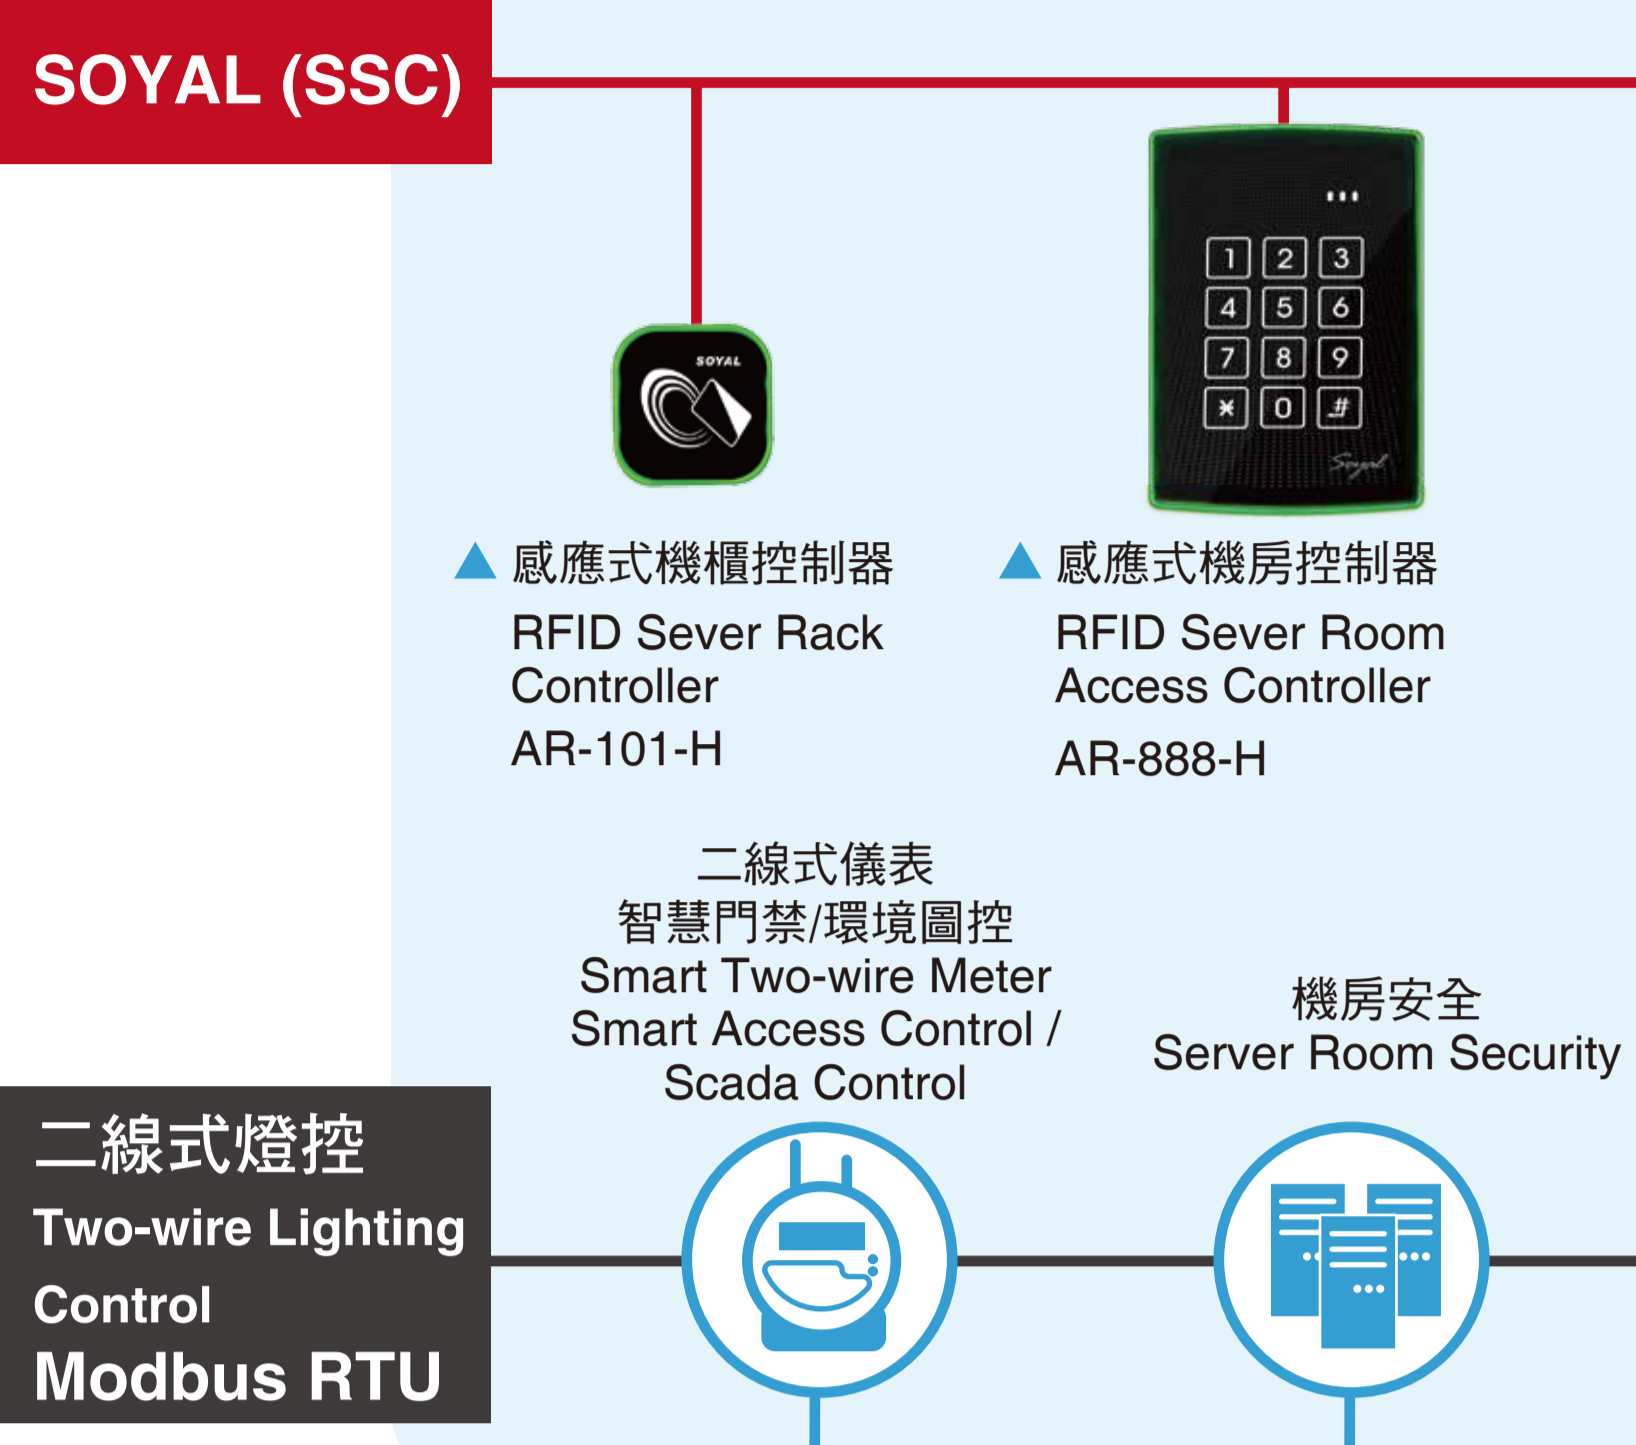 SOYAL (SSC)
SOYAL
1 2 3
4 5 6
7 8 9
* 0 #
Soyal
感應式機櫃控制器
RFID Sever Rack
Controller
AR-101-H
感應式機房控制器
RFID Sever Room
Access Controller
AR-888-H
二線式儀表
智慧門禁/環境圖控
Smart Two-wire Meter
Smart Access Control /
Scada Control
機房安全
Server Room Security
二線式燈控
Two-wire Lighting
Control
Modbus RTU